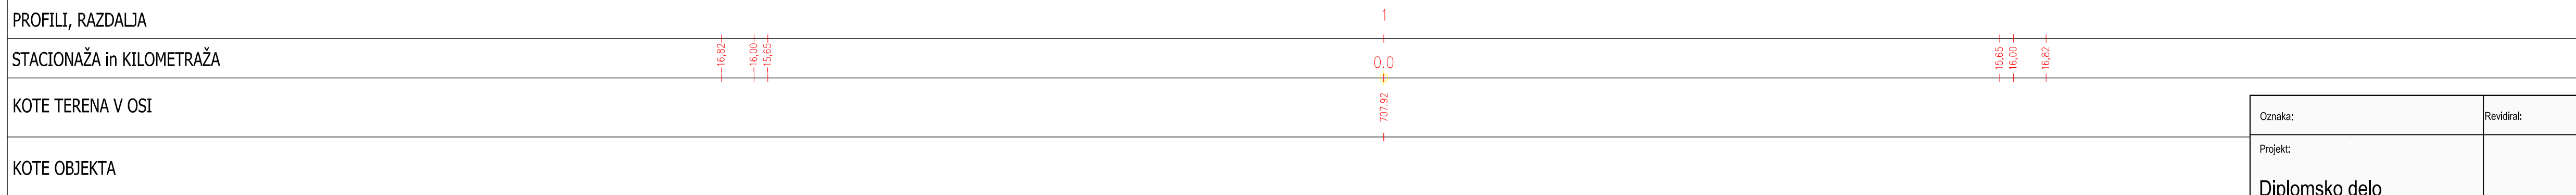 PROFILI, RAZDALJA 1
STACIONAŽA in KILOMETRAŽA -16,82 -16,00 -15,65 0.0 15,65 16,00 16,82
KOTE TERENA V OSI 707.92
Oznaka: Revidiral:
Projekt:
KOTE OBJEKTA
Diplomsko delo